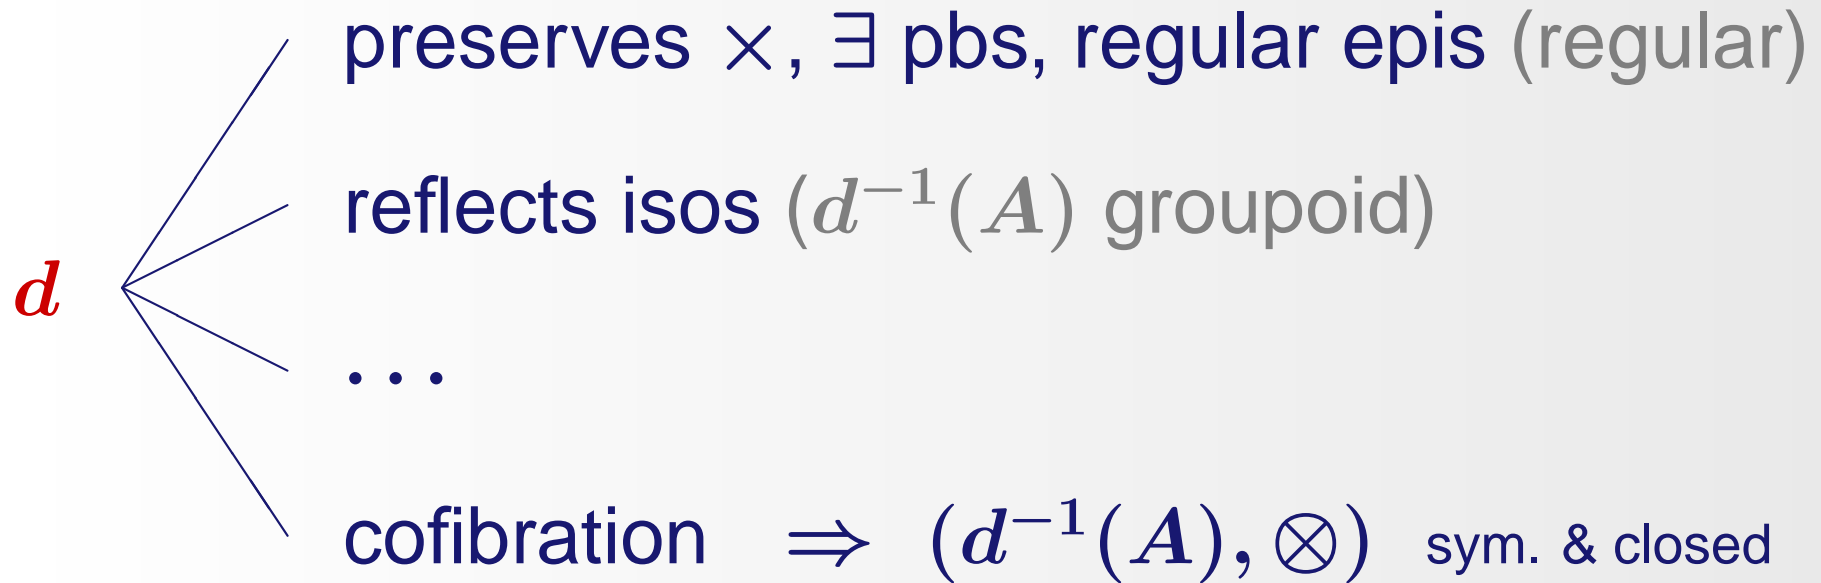 preserves ×, ∃ pbs, regular epis (regular)
reflects isos (d⁻¹(A) groupoid)
d
...
cofibration ⇒ (d⁻¹(A), ⊗) sym. & closed